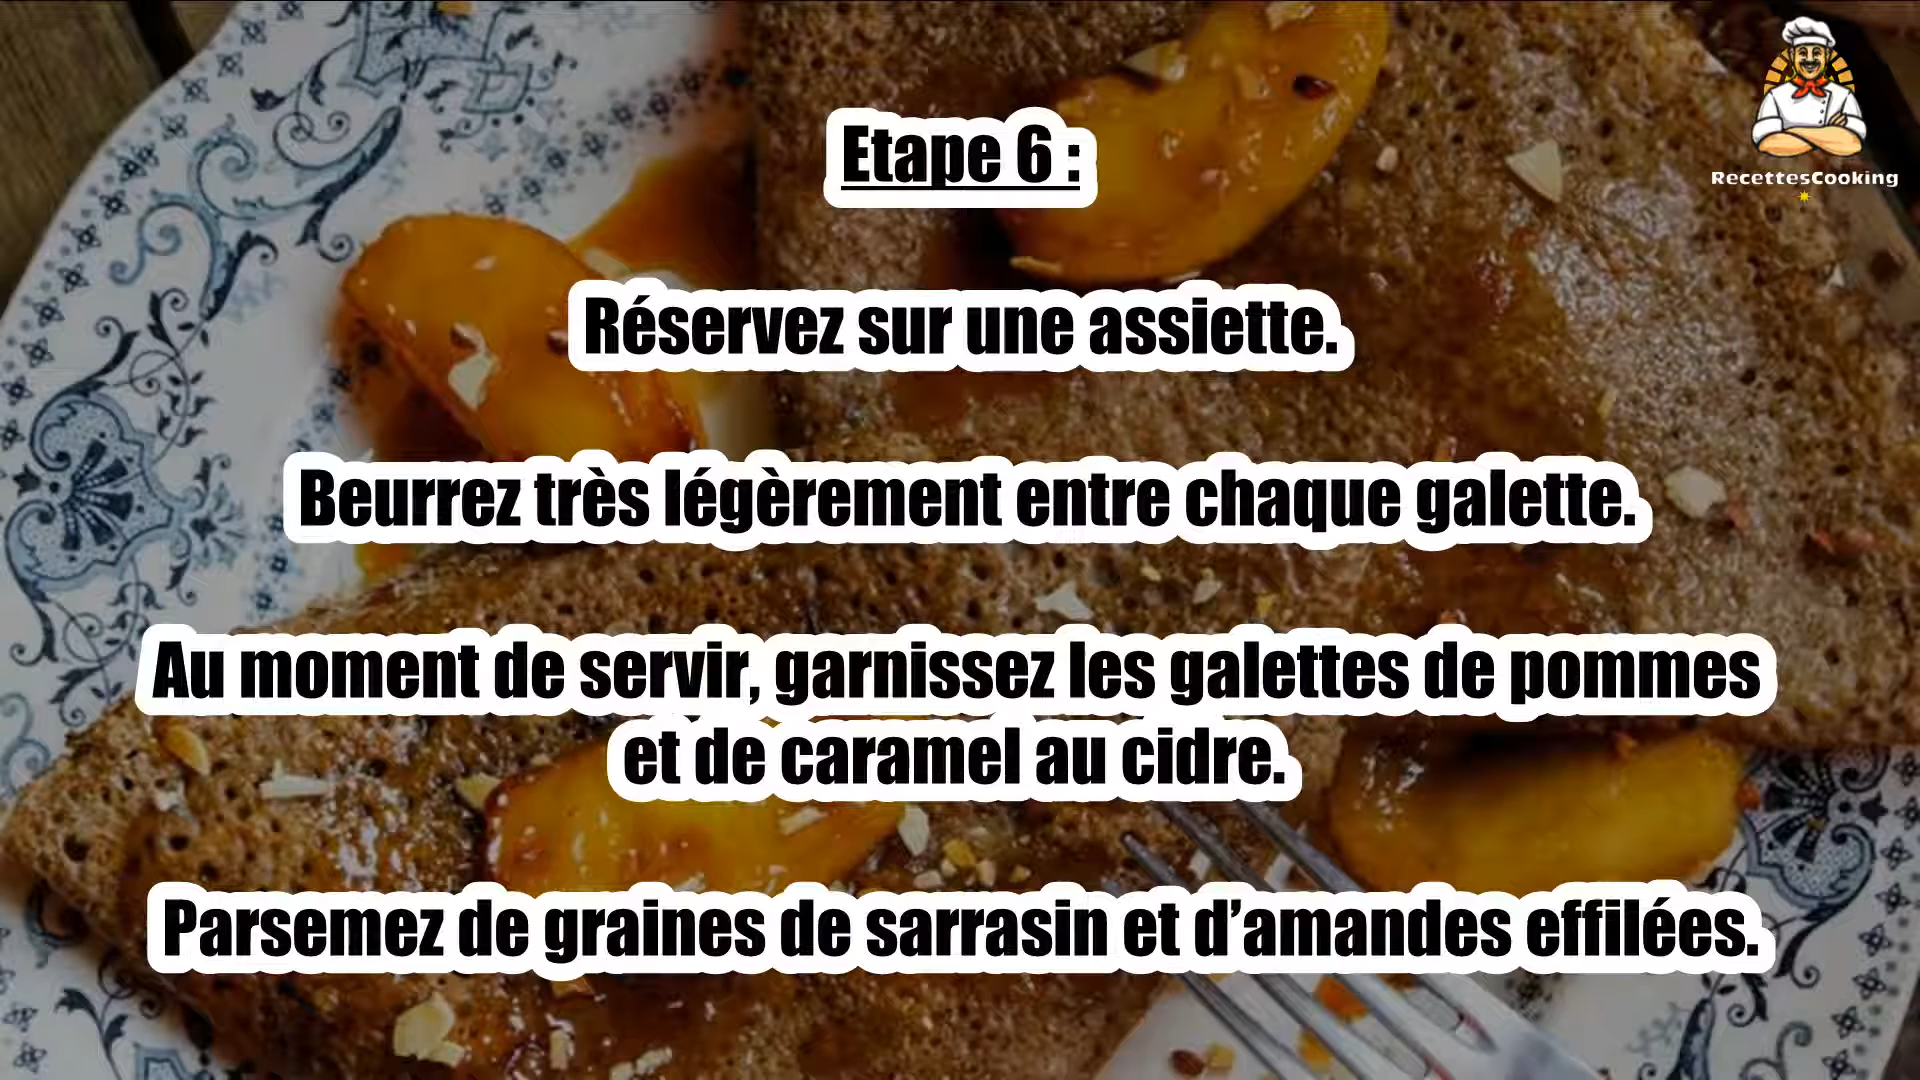 Etape 6 :
RecettesCooking
Réservez sur une assiette.
Beurrez très légèrement entre chaque galette.
Au moment de servir, garnissez les galettes de pommes
et de caramel au cidre.
Parsemez de graines de sarrasin et d’amandes effilées.